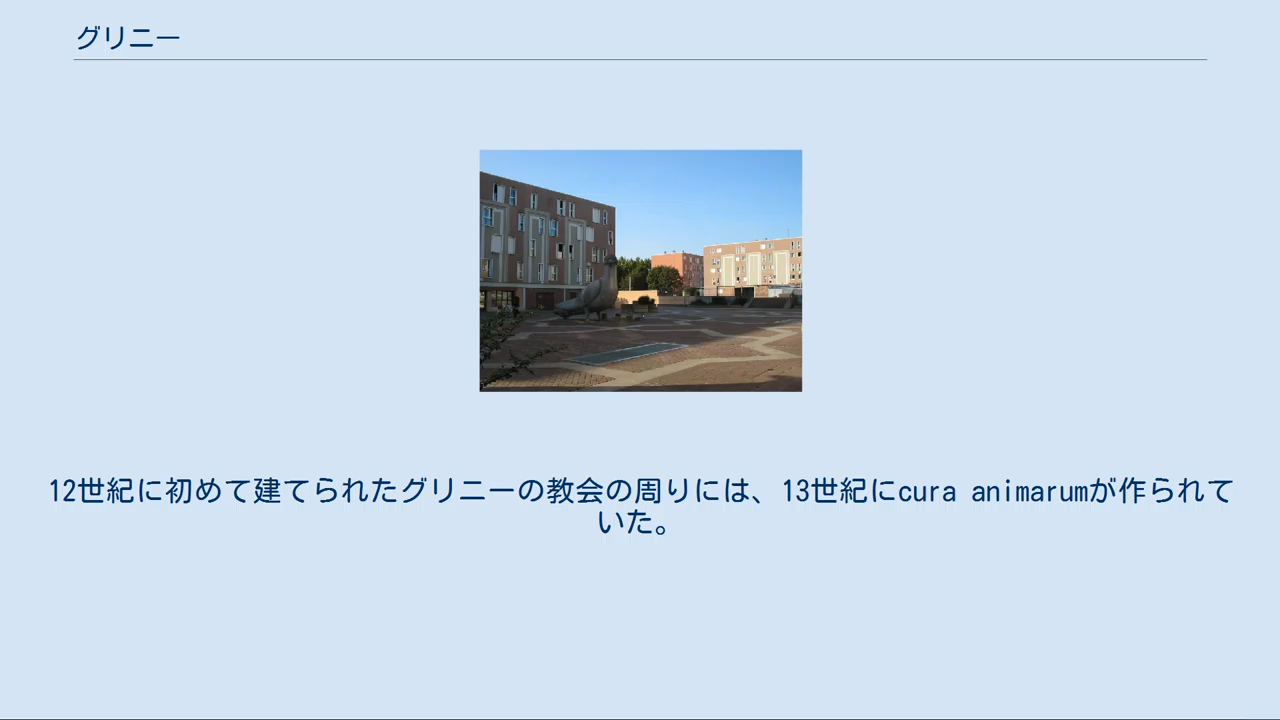 グリニー
12世紀に初めて建てられたグリニーの教会の周りには、13世紀にcura animarumが作られて
いた。